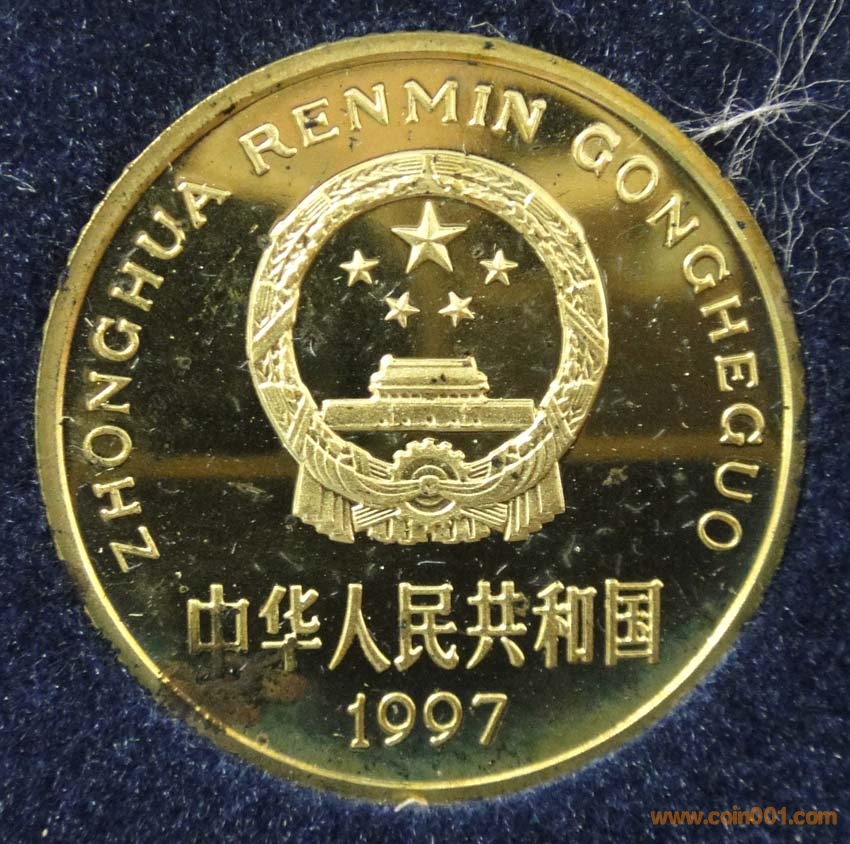 ZHONGHUA RENMIN GONGHEGUO
中华人民共和国
1997
www.coin001.com